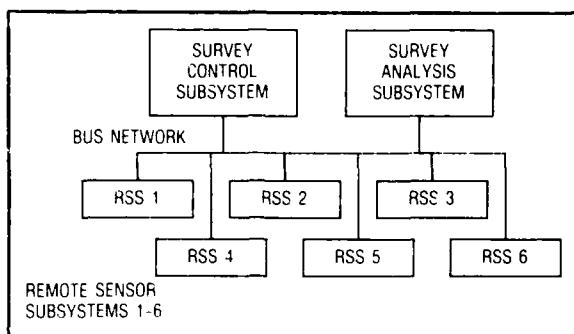 SURVEY
CONTROL
SUBSYSTEM
SURVEY
ANALYSIS
SUBSYSTEM
BUS NETWORK
RSS 1
RSS 2
RSS 3
RSS 4
RSS 5
RSS 6
REMOTE SENSOR
SUBSYSTEMS 1-6